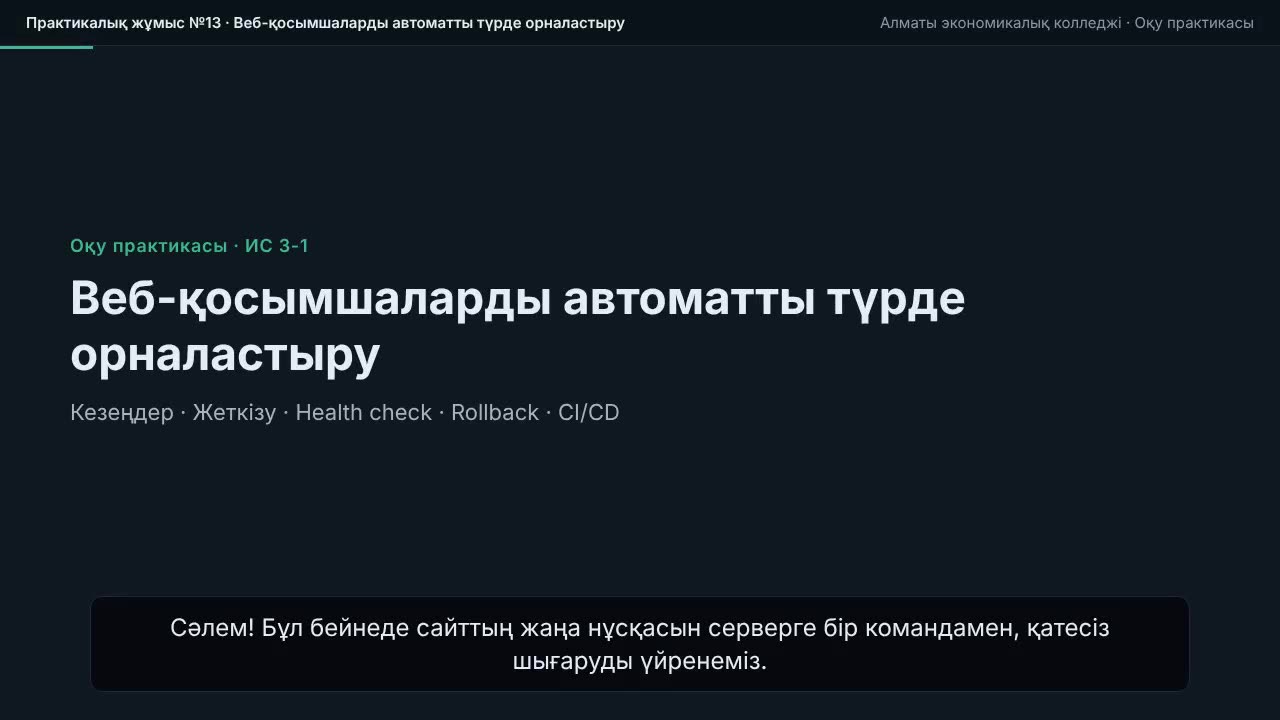 Практикалық жұмыс №13 · Веб-қосымшаларды автоматты түрде орналастыру
Алматы экономикалық колледжі · Оқу практикасы
Оқу практикасы · ИС 3-1
Веб-қосымшаларды автоматты түрде
орналастыру
Кезеңдер · Жеткізу · Health check · Rollback · CI/CD
Сәлем! Бұл бейнеде сайттың жаңа нұсқасын серверге бір командамен, қатесіз
шығаруды үйренеміз.